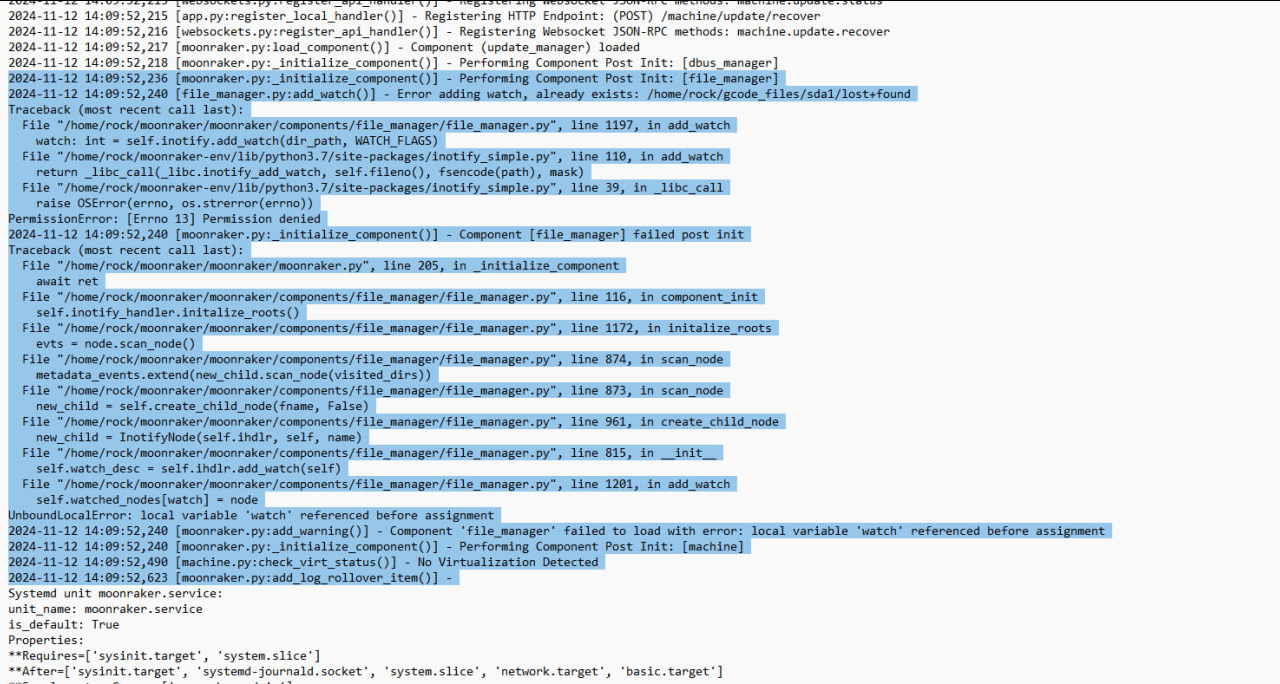 2024-11-12 14:09:52,215 [websockets.py:register_api_handler()] - Registering Websocket JSON-RPC methods: machine.update.status
2024-11-12 14:09:52,215 [app.py:register_local_handler()] - Registering HTTP Endpoint: (POST) /machine/update/recover
2024-11-12 14:09:52,216 [websockets.py:register_api_handler()] - Registering Websocket JSON-RPC methods: machine.update.recover
2024-11-12 14:09:52,217 [moonraker.py:load_component()] - Component (update_manager) loaded
2024-11-12 14:09:52,218 [moonraker.py:_initialize_component()] - Performing Component Post Init: [dbus_manager]
2024-11-12 14:09:52,236 [moonraker.py:_initialize_component()] - Performing Component Post Init: [file_manager]
2024-11-12 14:09:52,240 [file_manager.py:add_watch()] - Error adding watch, already exists: /home/rock/gcode_files/sda1/lost+found
Traceback (most recent call last):
  File "/home/rock/moonraker/moonraker/components/file_manager/file_manager.py", line 1197, in add_watch
    watch: int = self.inotify.add_watch(dir_path, WATCH_FLAGS)
  File "/home/rock/moonraker-env/lib/python3.7/site-packages/inotify_simple.py", line 110, in add_watch
    return _libc_call(_libc.inotify_add_watch, self.fileno(), fsencode(path), mask)
  File "/home/rock/moonraker-env/lib/python3.7/site-packages/inotify_simple.py", line 39, in _libc_call
    raise OSError(errno, os.strerror(errno))
PermissionError: [Errno 13] Permission denied
2024-11-12 14:09:52,240 [moonraker.py:_initialize_component()] - Component [file_manager] failed post init
Traceback (most recent call last):
  File "/home/rock/moonraker/moonraker/moonraker.py", line 205, in _initialize_component
    await ret
  File "/home/rock/moonraker/moonraker/components/file_manager/file_manager.py", line 116, in component_init
    self.inotify_handler.initalize_roots()
  File "/home/rock/moonraker/moonraker/components/file_manager/file_manager.py", line 1172, in initalize_roots
    evts = node.scan_node()
  File "/home/rock/moonraker/moonraker/components/file_manager/file_manager.py", line 874, in scan_node
    metadata_events.extend(new_child.scan_node(visited_dirs))
  File "/home/rock/moonraker/moonraker/components/file_manager/file_manager.py", line 873, in scan_node
    new_child = self.create_child_node(fname, False)
  File "/home/rock/moonraker/moonraker/components/file_manager/file_manager.py", line 961, in create_child_node
    new_child = InotifyNode(self.ihdlr, self, name)
  File "/home/rock/moonraker/moonraker/components/file_manager/file_manager.py", line 815, in __init__
    self.watch_desc = self.ihdlr.add_watch(self)
  File "/home/rock/moonraker/moonraker/components/file_manager/file_manager.py", line 1201, in add_watch
    self.watched_nodes[watch] = node
UnboundLocalError: local variable 'watch' referenced before assignment
2024-11-12 14:09:52,240 [moonraker.py:add_warning()] - Component 'file_manager' failed to load with error: local variable 'watch' referenced before assignment
2024-11-12 14:09:52,240 [moonraker.py:_initialize_component()] - Performing Component Post Init: [machine]
2024-11-12 14:09:52,490 [machine.py:check_virt_status()] - No Virtualization Detected
2024-11-12 14:09:52,623 [moonraker.py:add_log_rollover_item()] -
Systemd unit moonraker.service:
unit_name: moonraker.service
is_default: True
Properties:
**Requires=['sysinit.target', 'system.slice']
**After=['sysinit.target', 'systemd-journald.socket', 'system.slice', 'network.target', 'basic.target']